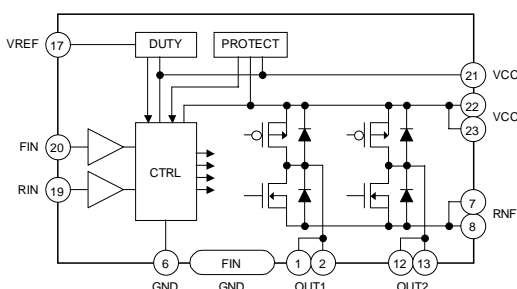 DUTY
PROTECT
VREF
17
21
VCC
22
VCC
23
FIN
20
RIN
19
CTRL
7
RNF
8
6
FIN
1
2
12
13
GND
GND
OUT1
OUT2